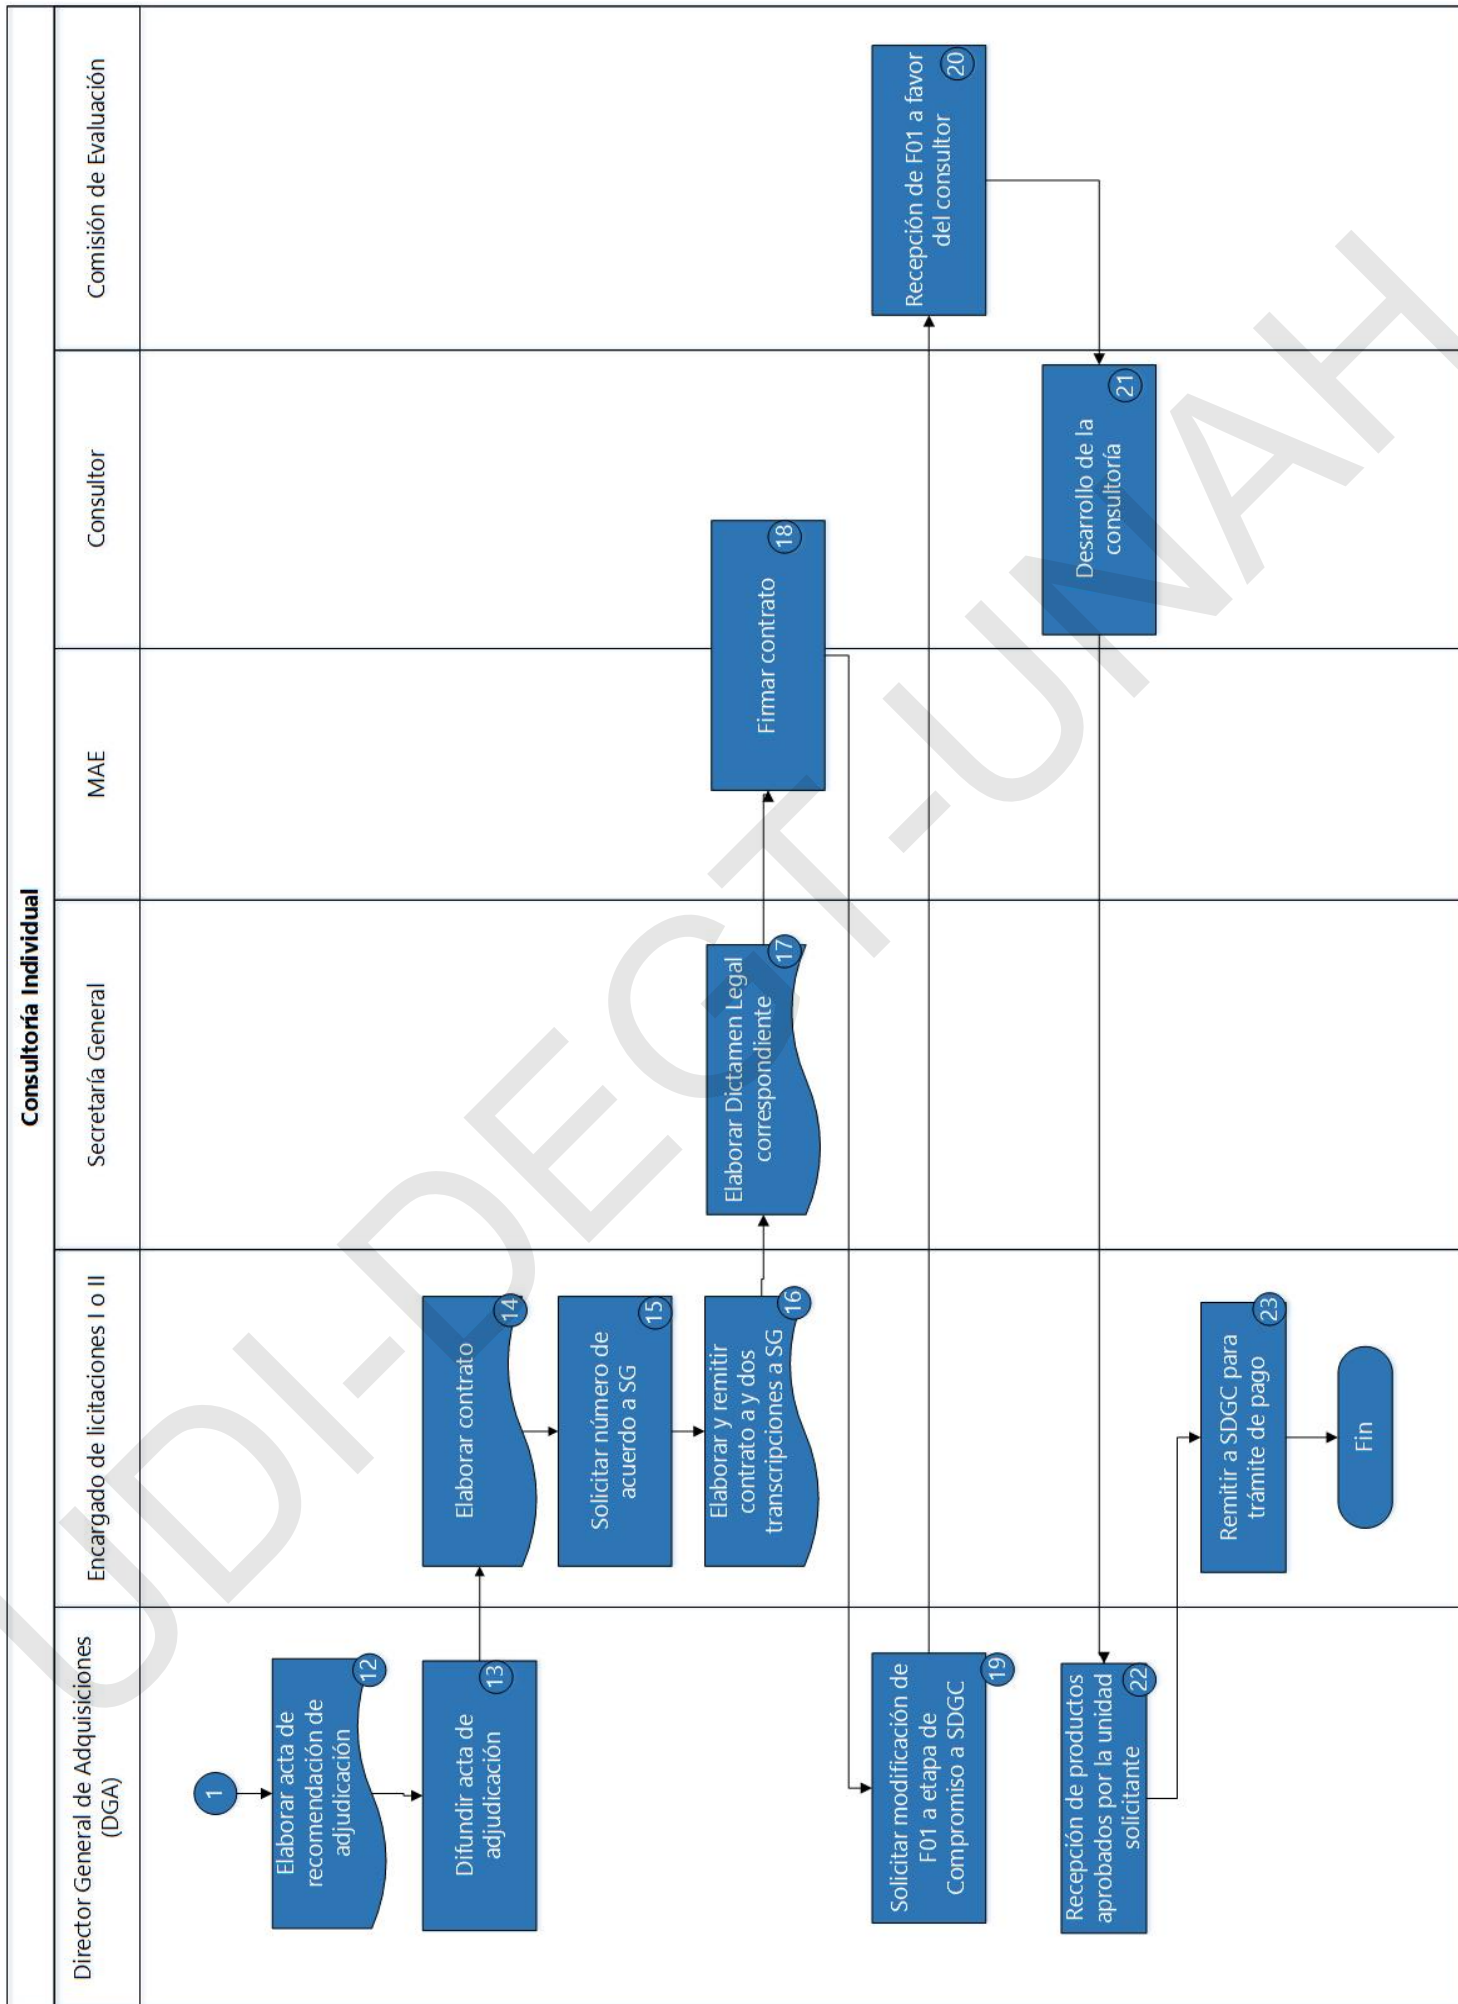 Consultoría Individual
Director General de Adquisiciones
(DGA)
Encargado de licitaciones I o II
Secretaría General
MAE
Consultor
Comisión de Evaluación
1
Elaborar acta de
recomendación de
adjudicación
12
Difundir acta de
adjudicación
13
Elaborar contrato
14
Solicitar número de
acuerdo a SG
15
Elaborar y remitir
contrato a y dos
transcripciones a SG
16
Elaborar Dictamen Legal
correspondiente
17
Firmar contrato
18
Solicitar modificación de
F01 a etapa de
Compromiso a SDGC
19
Recepción de F01 a favor
del consultor
20
Desarrollo de la
consultoría
21
Recepción de productos
aprobados por la unidad
solicitante
22
Remitir a SDGC para
trámite de pago
23
Fin
UDI-DEGT-UNAH